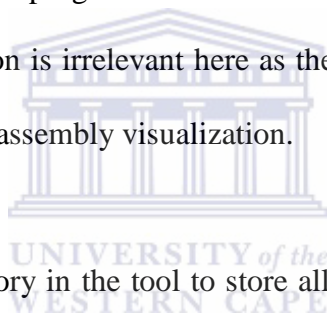 on is irrelevant here as the
assembly visualization.
UNIVERSITY of the
ory in the tool to store all
WESTERN CAPE